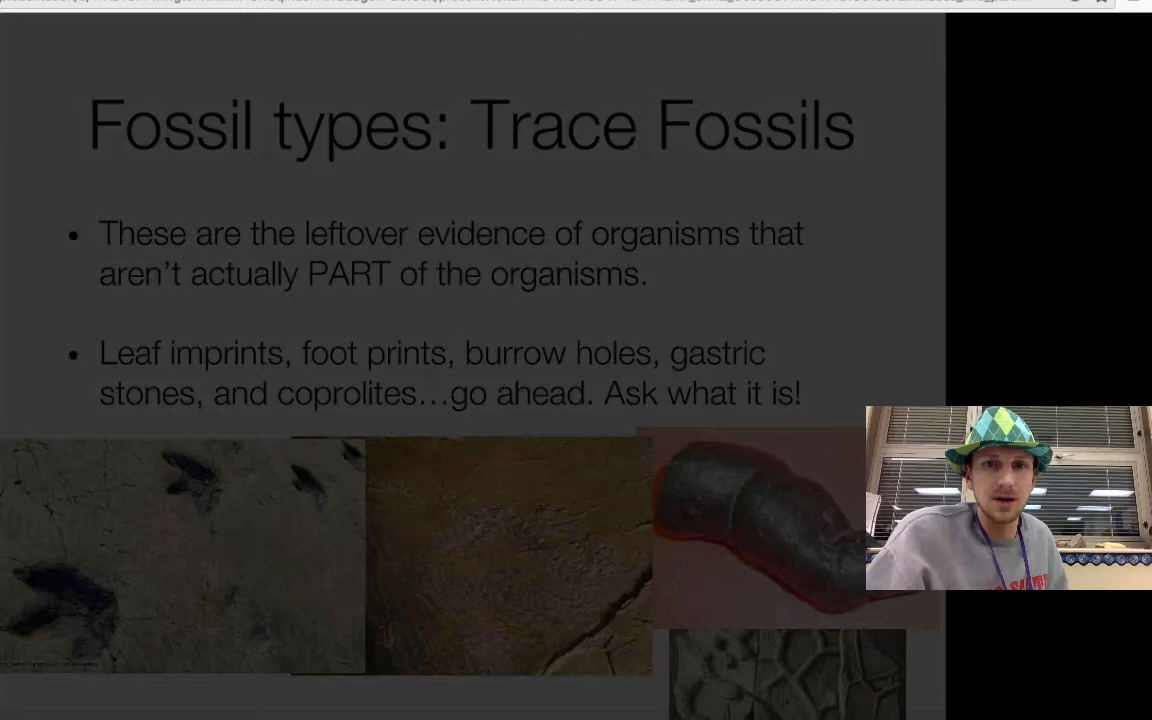 Fossil types: Trace Fossils
• These are the leftover evidence of organisms that
aren’t actually PART of the organisms.
• Leaf imprints, foot prints, burrow holes, gastric
stones, and coprolites…go ahead. Ask what it is!